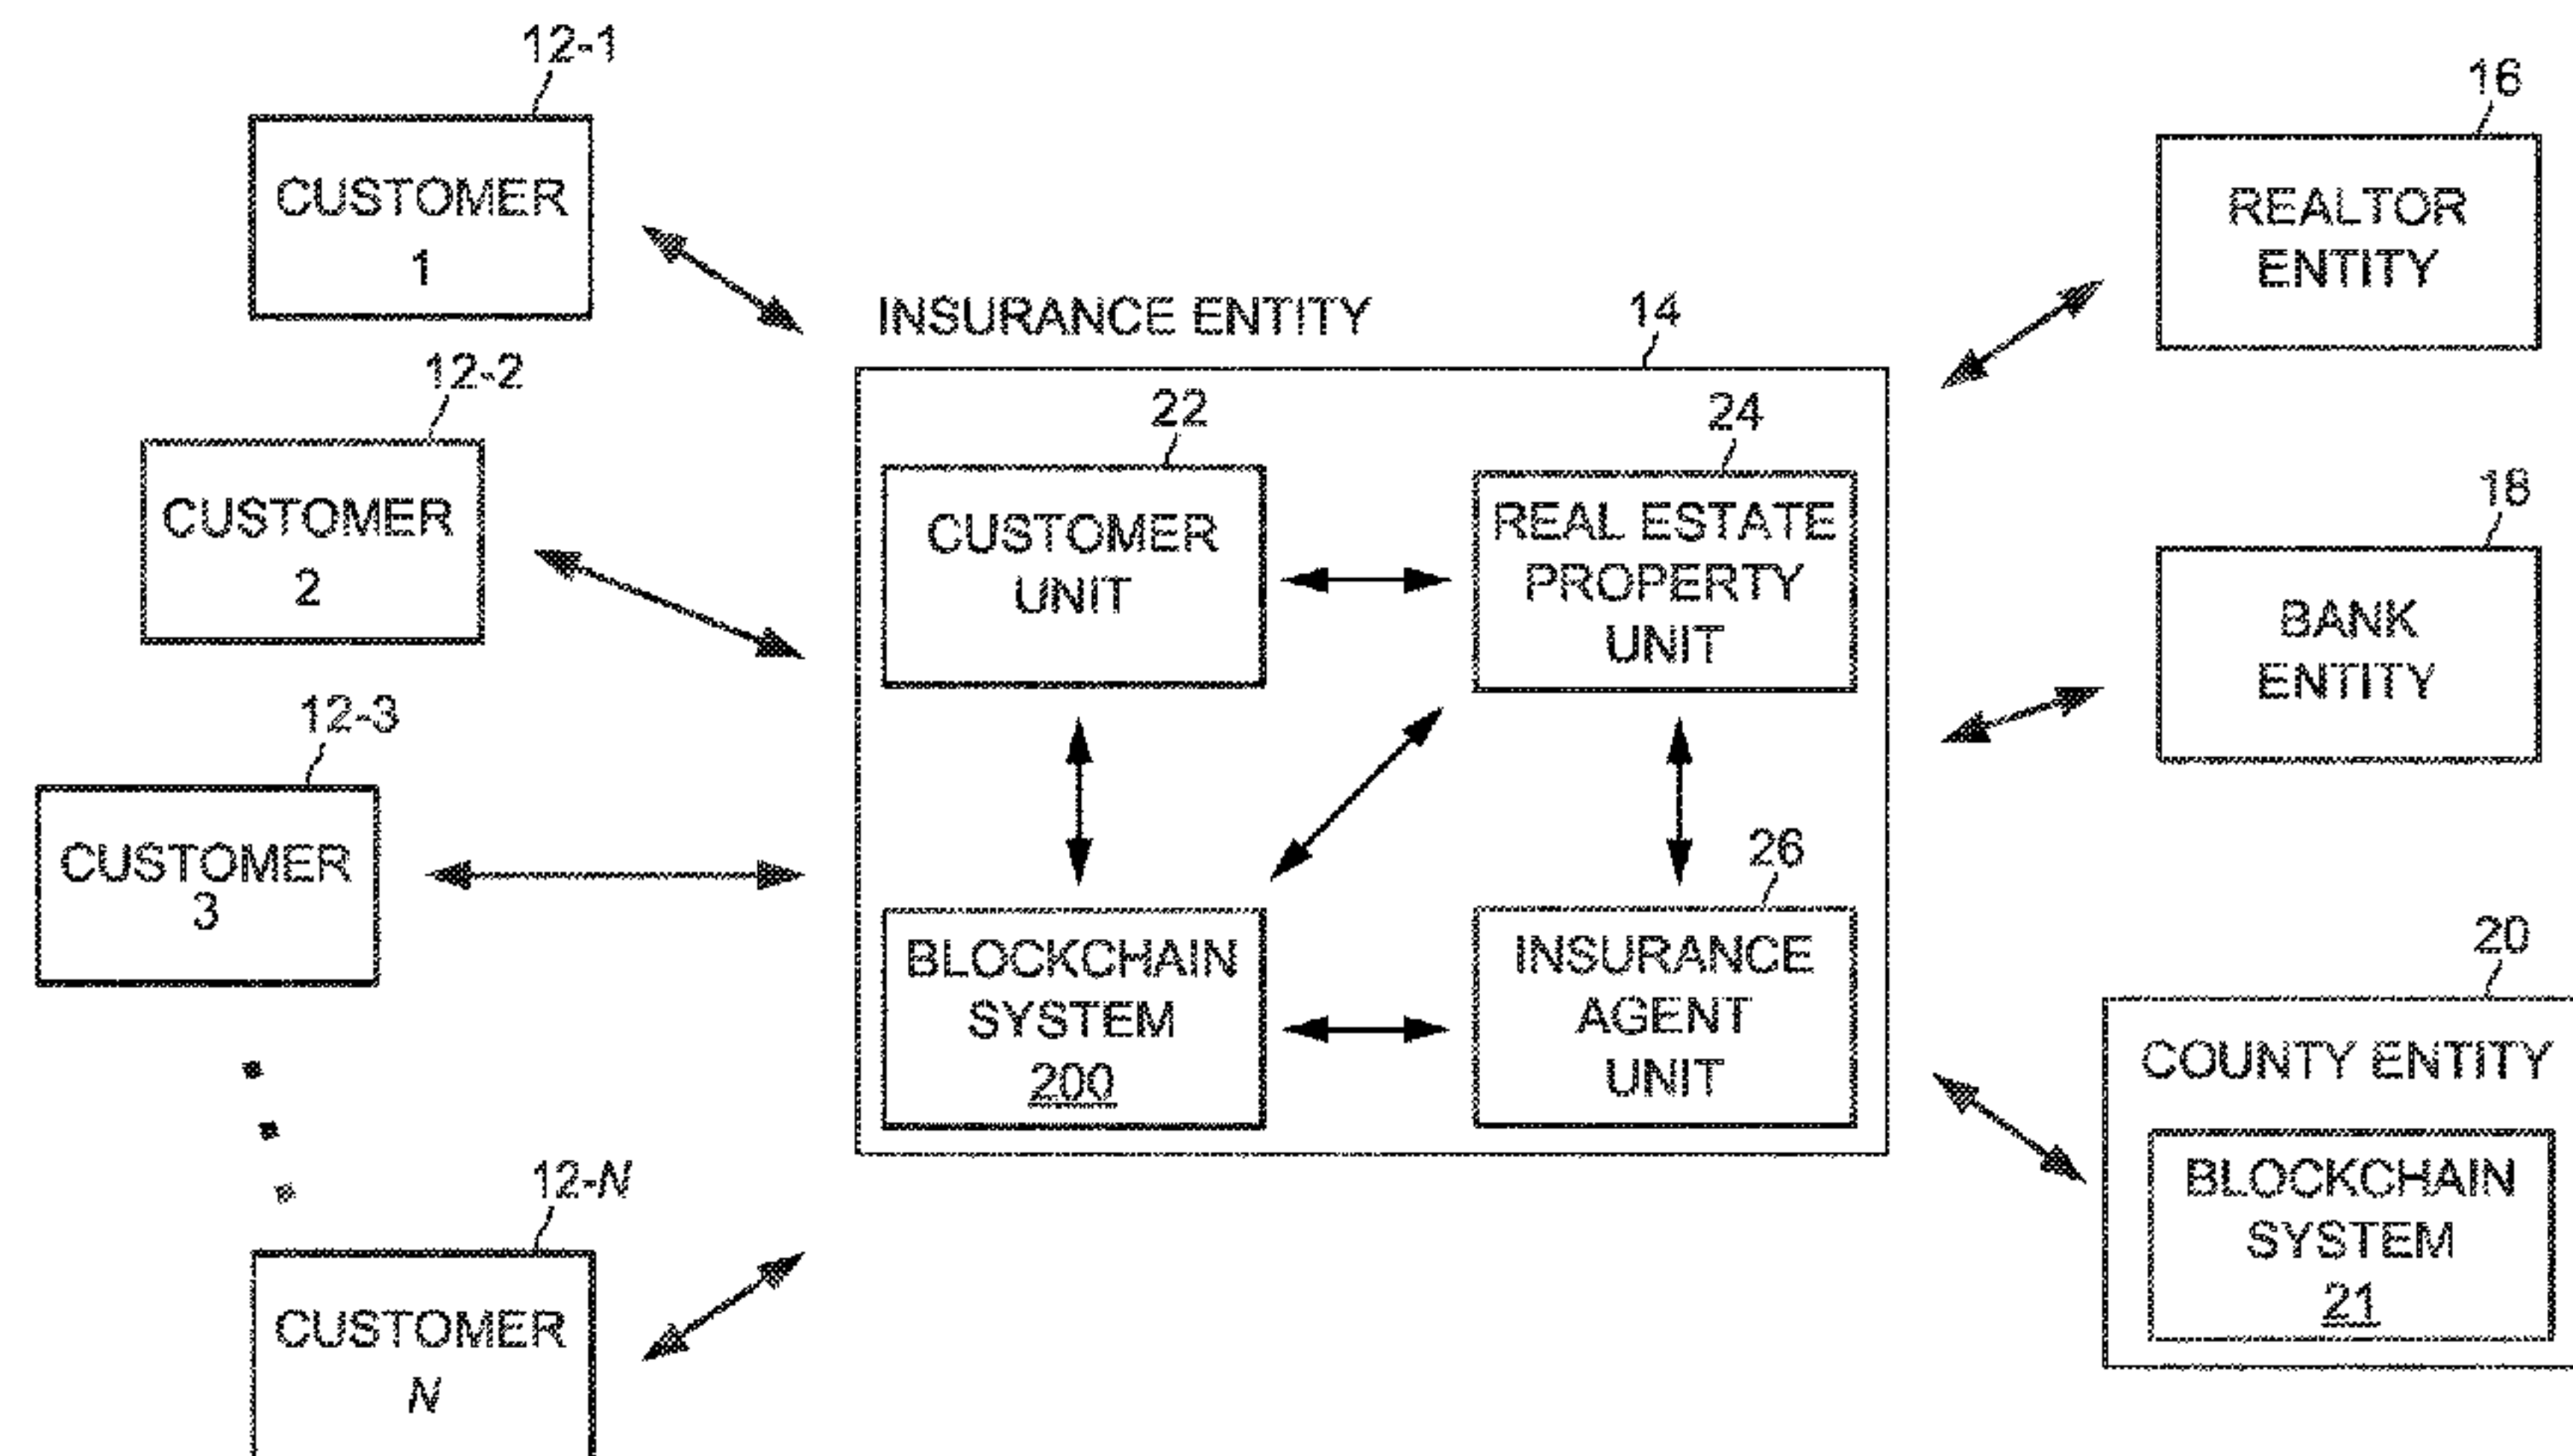 12-1
CUSTOMER
1
12-2
CUSTOMER
2
12-3
CUSTOMER
3
12-N
CUSTOMER
N
INSURANCE ENTITY
14
22
CUSTOMER
UNIT
24
REAL ESTATE
PROPERTY
UNIT
BLOCKCHAIN
SYSTEM
200
26
INSURANCE
AGENT
UNIT
16
REALTOR
ENTITY
18
BANK
ENTITY
20
COUNTY ENTITY
BLOCKCHAIN
SYSTEM
21